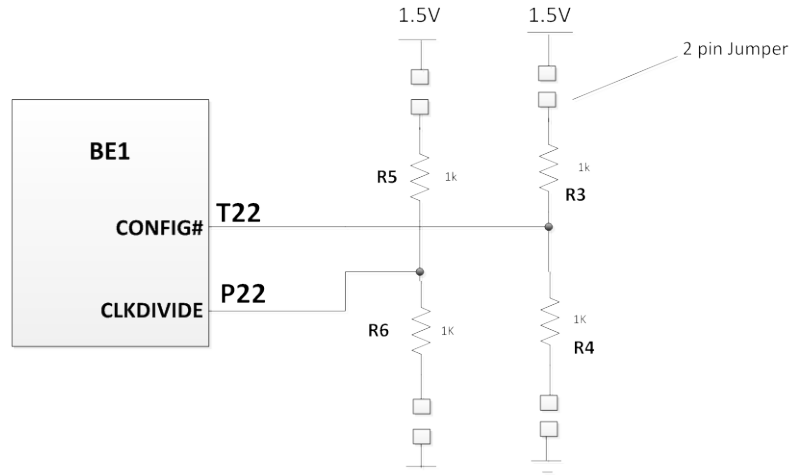 1.5V
1.5V
2 pin Jumper
BE1
R5
1k
1k
R3
CONFIG#
T22
CLKDIVIDE
P22
R6
1K
1K
R4